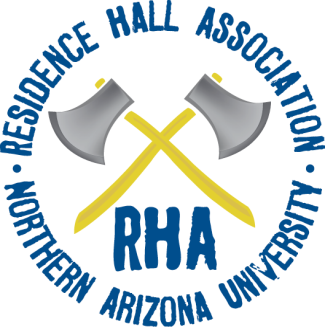 RESIDENCE HALL ASSOCIATION
RHA
• NORTHERN ARIZONA UNIVERSITY •